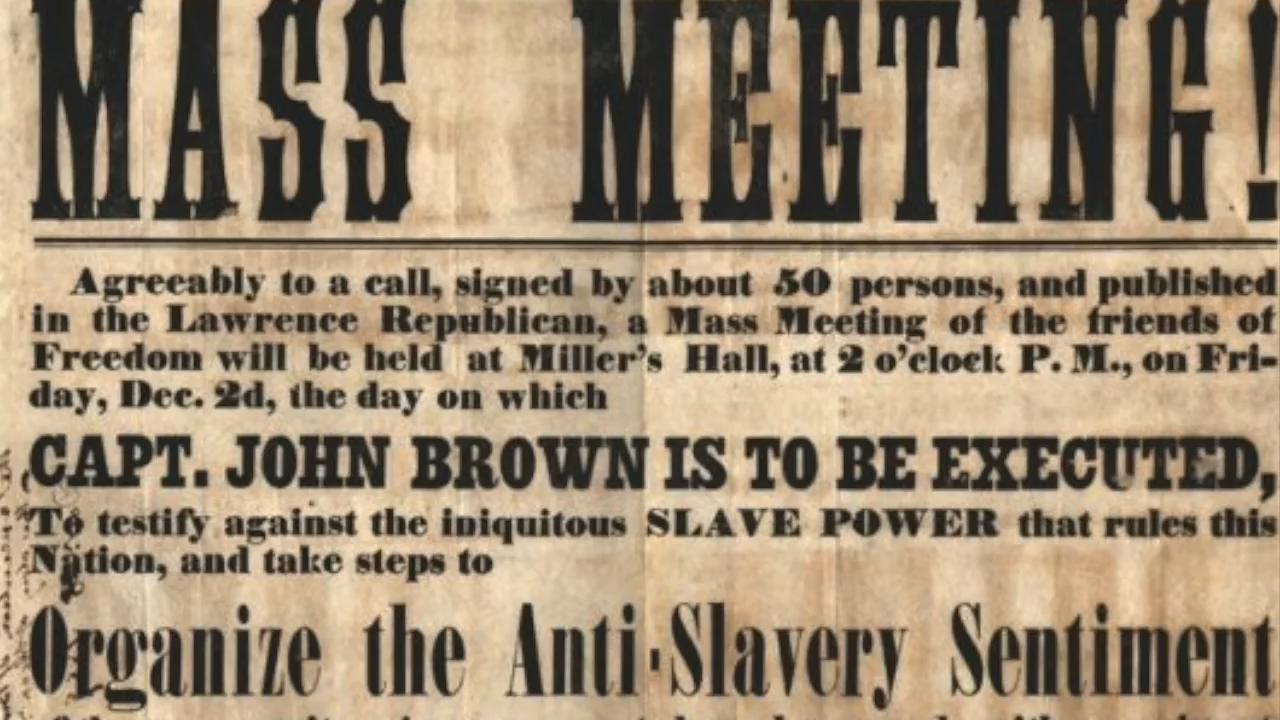 MASS MEETING!
Agreeably to a call, signed by about 50 persons, and published
in the Lawrence Republican, a Mass Meeting of the friends of
Freedom will be held at Miller's Hall, at 2 o'clock P. M., on Fri-
day, Dec. 2d, the day on which
CAPT. JOHN BROWN IS TO BE EXECUTED,
To testify against the iniquitous SLAVE POWER that rules this
Nation, and take steps to
Organize the Anti-Slavery Sentiment